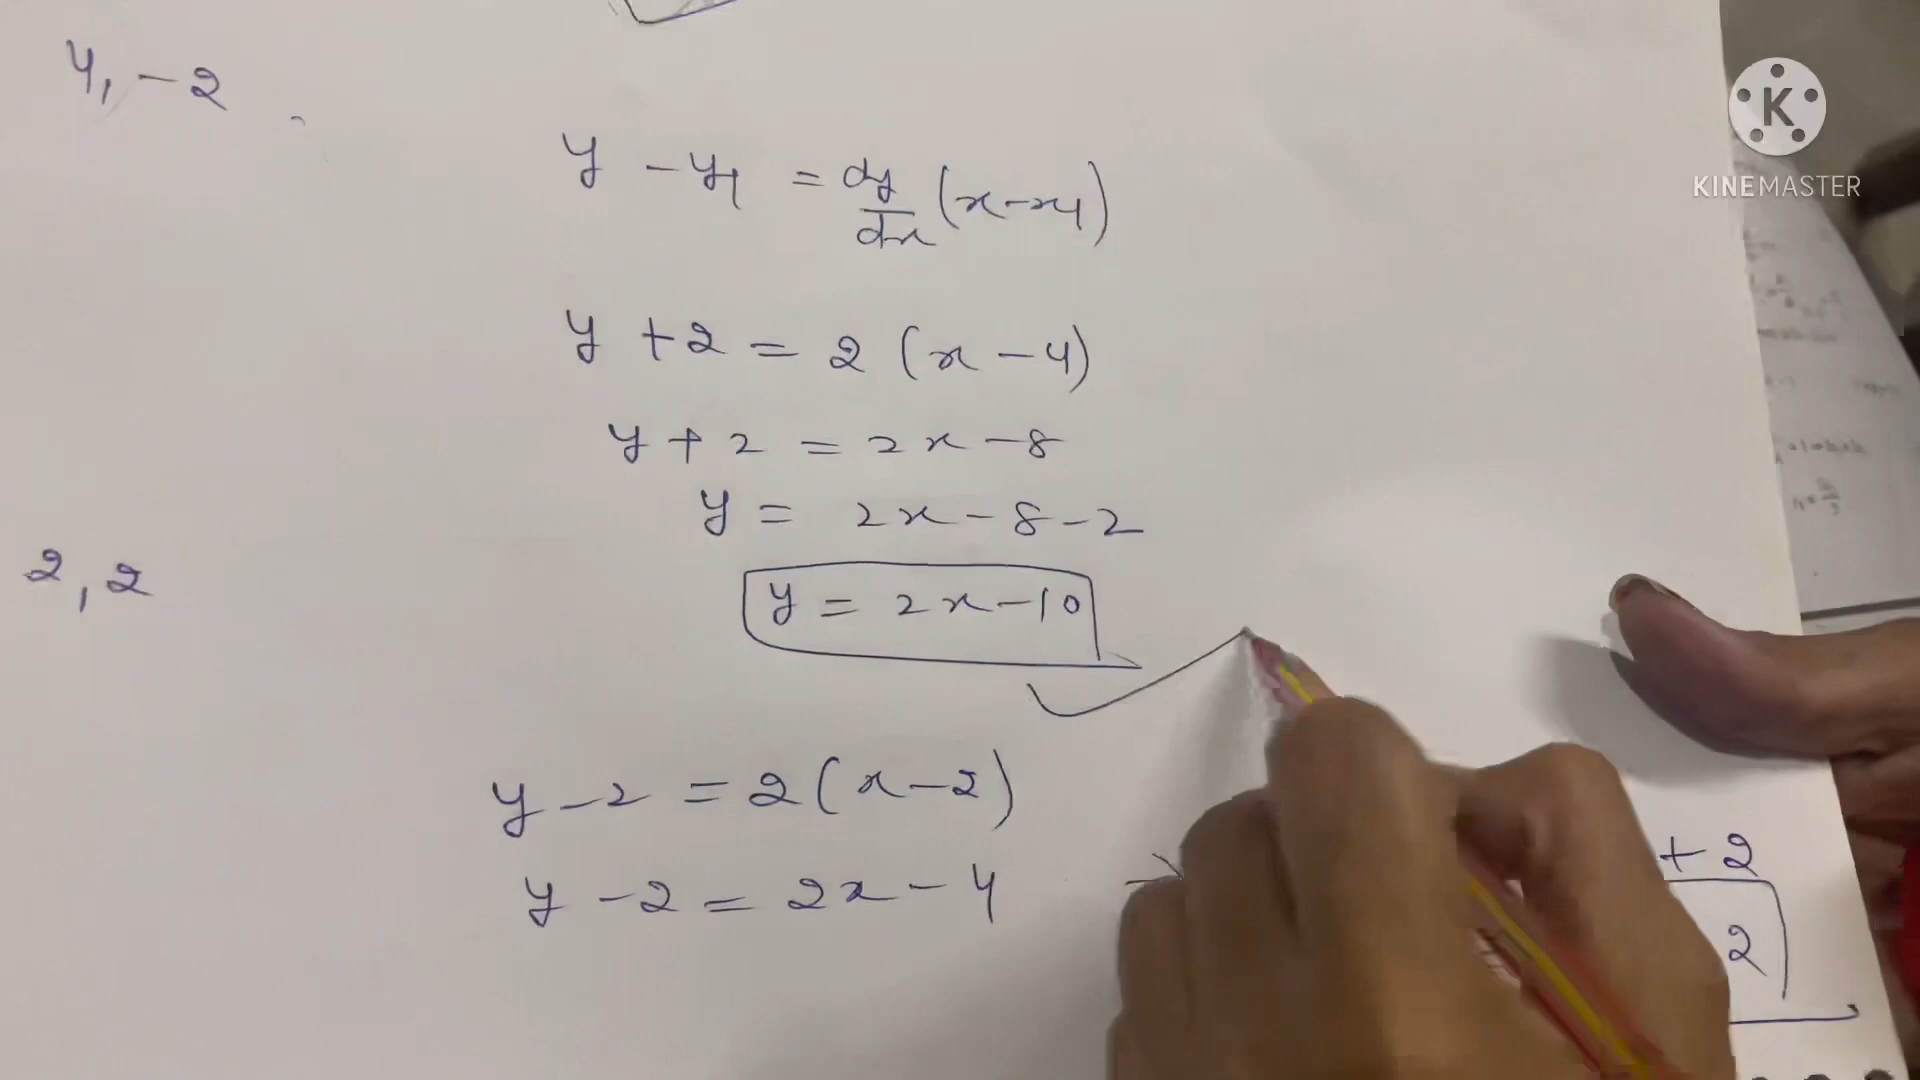 4, -2
y - y1 = dy/dx (x - x1)
y + 2 = 2 (x - 4)
y + 2 = 2x - 8
y = 2x - 8 - 2
2, 2
y = 2x - 10
y - 2 = 2(x - 2)
y - 2 = 2x - 4
+ 2
2
KINEMASTER